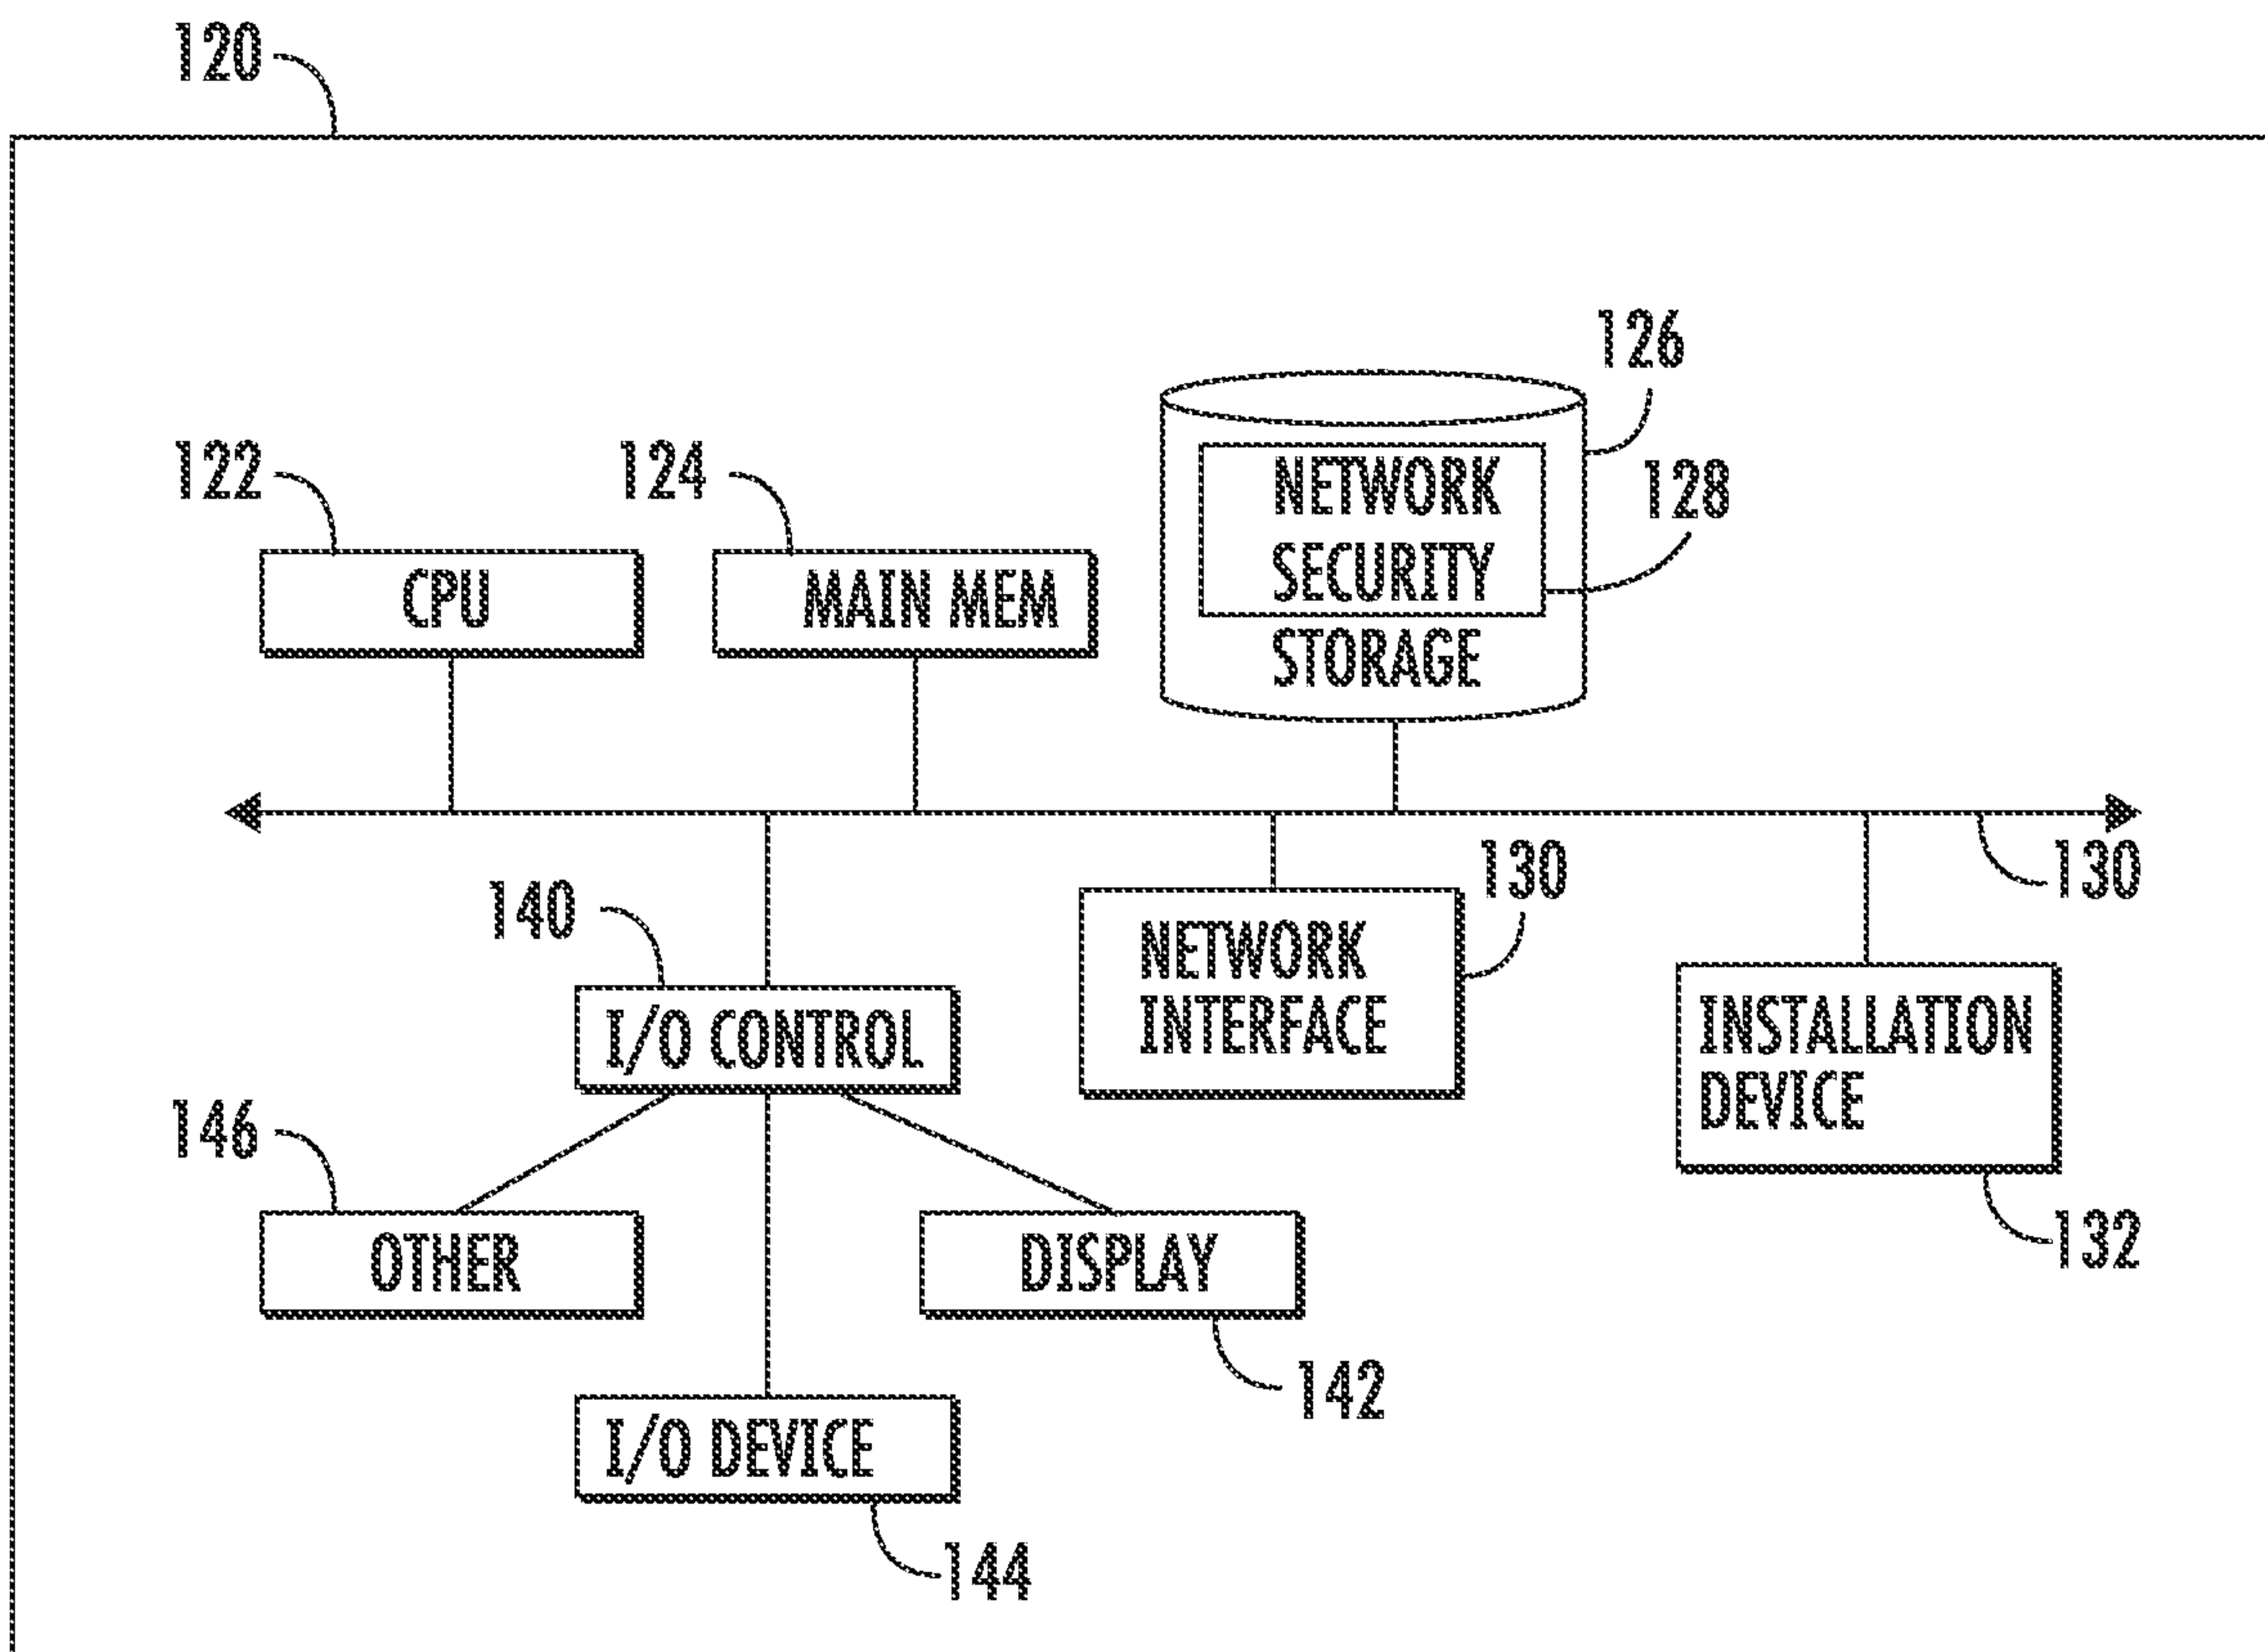 120
126
122
124
NETWORK
128
SECURITY
CPU
MAIN MEM
STORAGE
130
130
140
NETWORK
INTERFACE
I/O CONTROL
INSTALLATION
DEVICE
146
OTHER
DISPLAY
132
142
I/O DEVICE
144